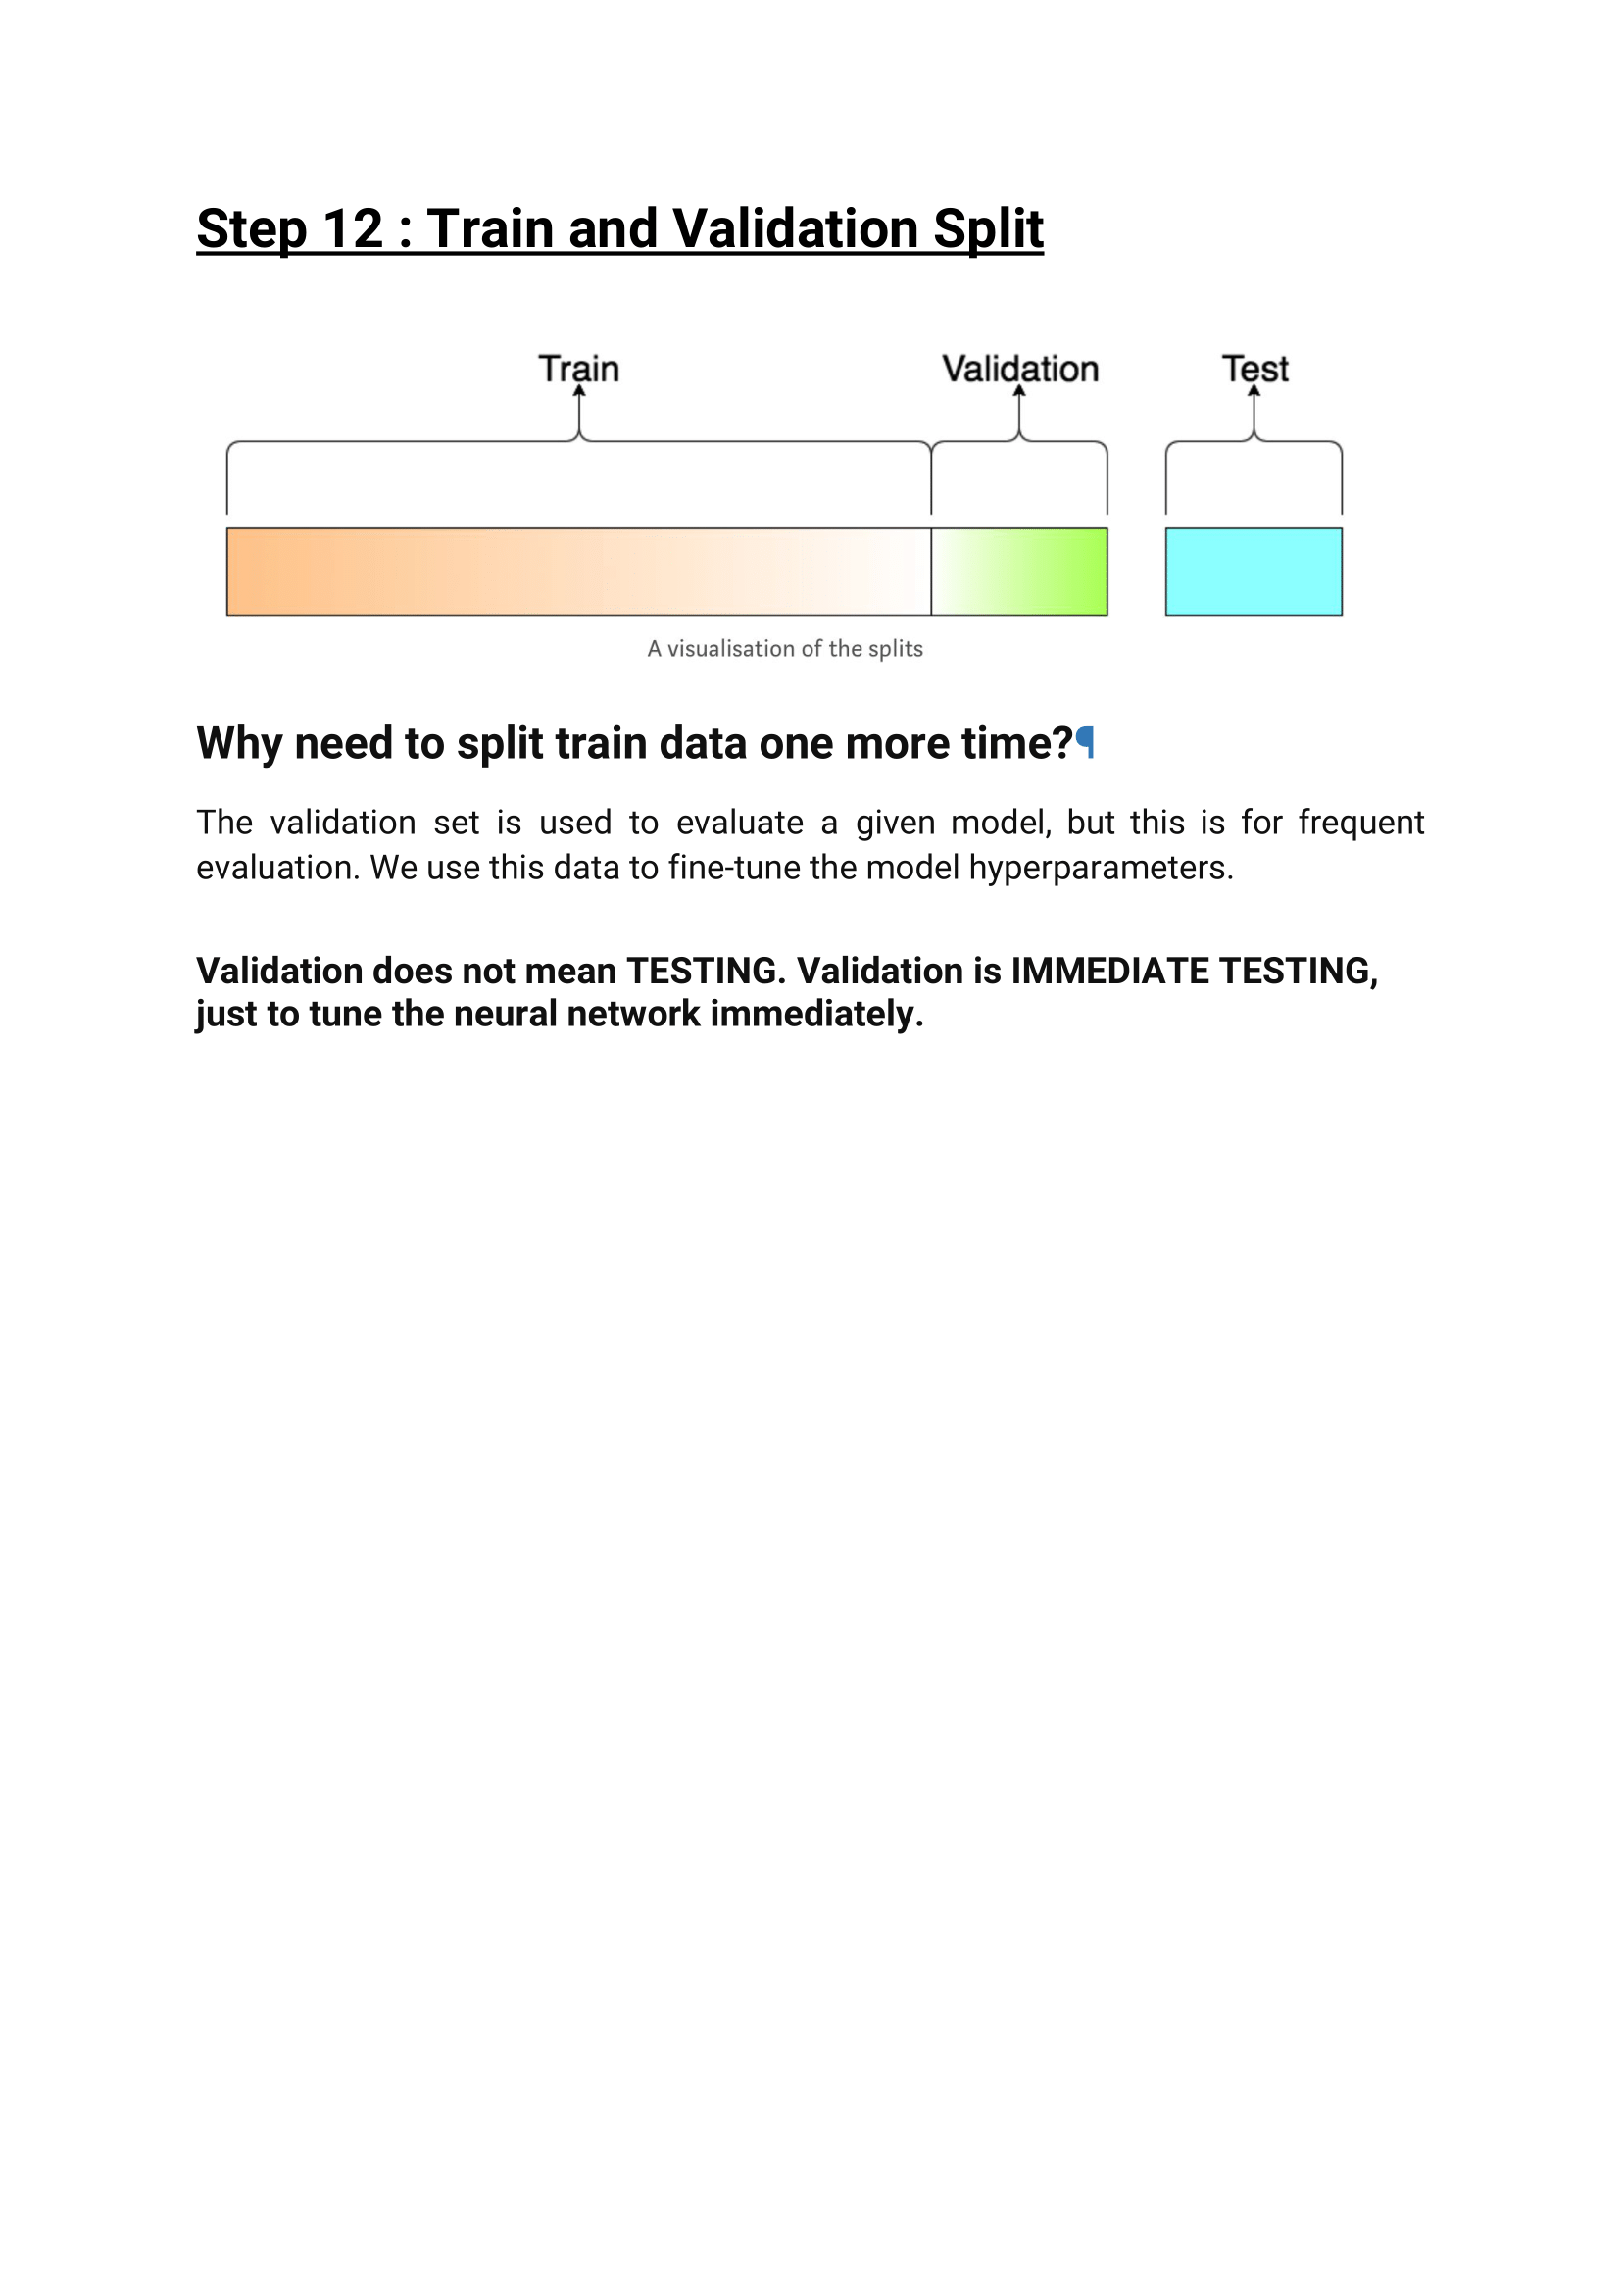 Step 12 : Train and Validation Split
Train Validation Test
A visualisation of the splits
Why need to split train data one more time?¶
The validation set is used to evaluate a given model, but this is for frequent
evaluation. We use this data to fine-tune the model hyperparameters.
Validation does not mean TESTING. Validation is IMMEDIATE TESTING,
just to tune the neural network immediately.